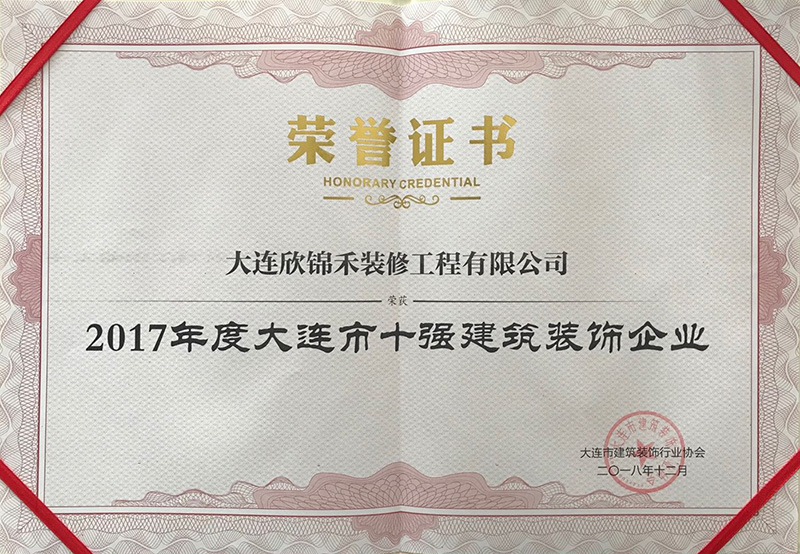 荣誉证书
HONORARY CREDENTIAL
大连欣锦禾装修工程有限公司
荣获
2017年度大连市十强建筑装饰企业
大连市建筑装饰行业协会
二〇一八年十二月